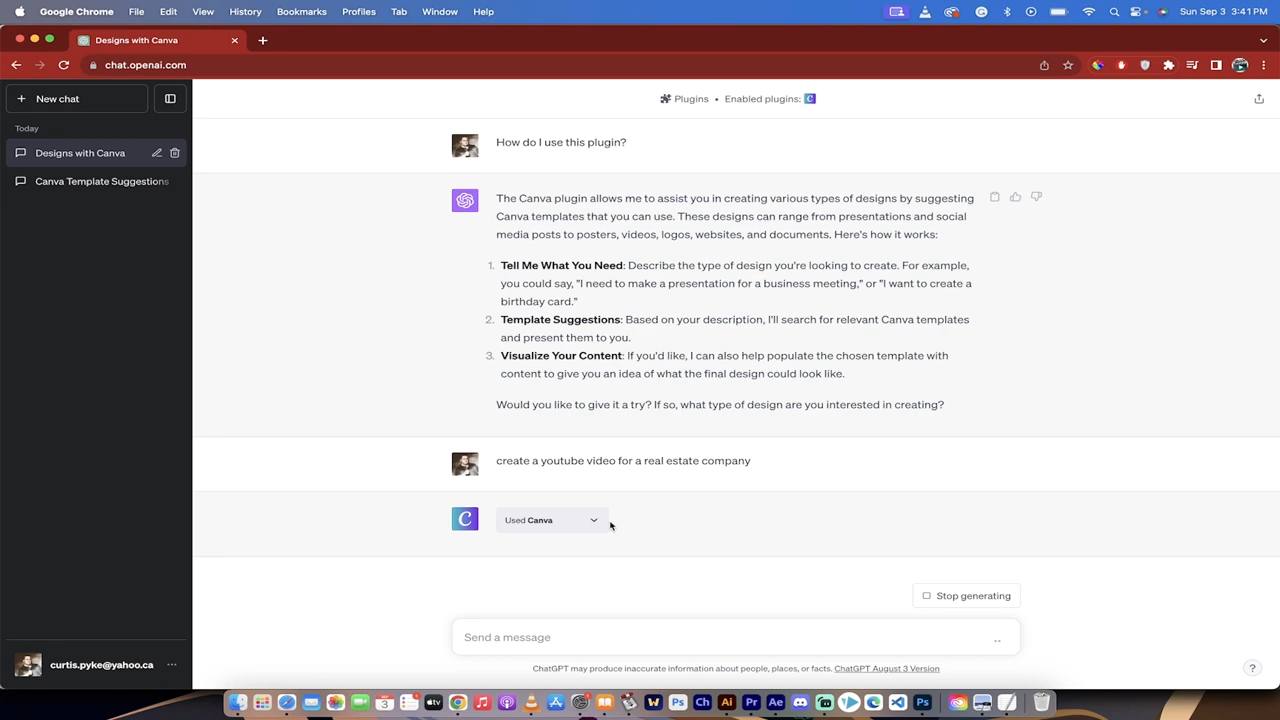 Google Chrome File Edit View History Bookmarks Profiles Tab Window Help Sun Sep 3 3:41 PM
Designs with Canva
chat.openai.com
New chat
Plugins • Enabled plugins: C
Today
Designs with Canva
Canva Template Suggestions
How do I use this plugin?
The Canva plugin allows me to assist you in creating various types of designs by suggesting
Canva templates that you can use. These designs can range from presentations and social
media posts to posters, videos, logos, websites, and documents. Here's how it works:
1. Tell Me What You Need: Describe the type of design you're looking to create. For example,
you could say, "I need to make a presentation for a business meeting," or "I want to create a
birthday card."
2. Template Suggestions: Based on your description, I'll search for relevant Canva templates
and present them to you.
3. Visualize Your Content: If you'd like, I can also help populate the chosen template with
content to give you an idea of what the final design could look like.
Would you like to give it a try? If so, what type of design are you interested in creating?
create a youtube video for a real estate company
C Used Canva
Stop generating
Send a message
ChatGPT may produce inaccurate information about people, places, or facts. ChatGPT August 3 Version
?
curtis.pyke@yahoo.ca
3 tv W Ps Ch Ai Pr Ae Ps